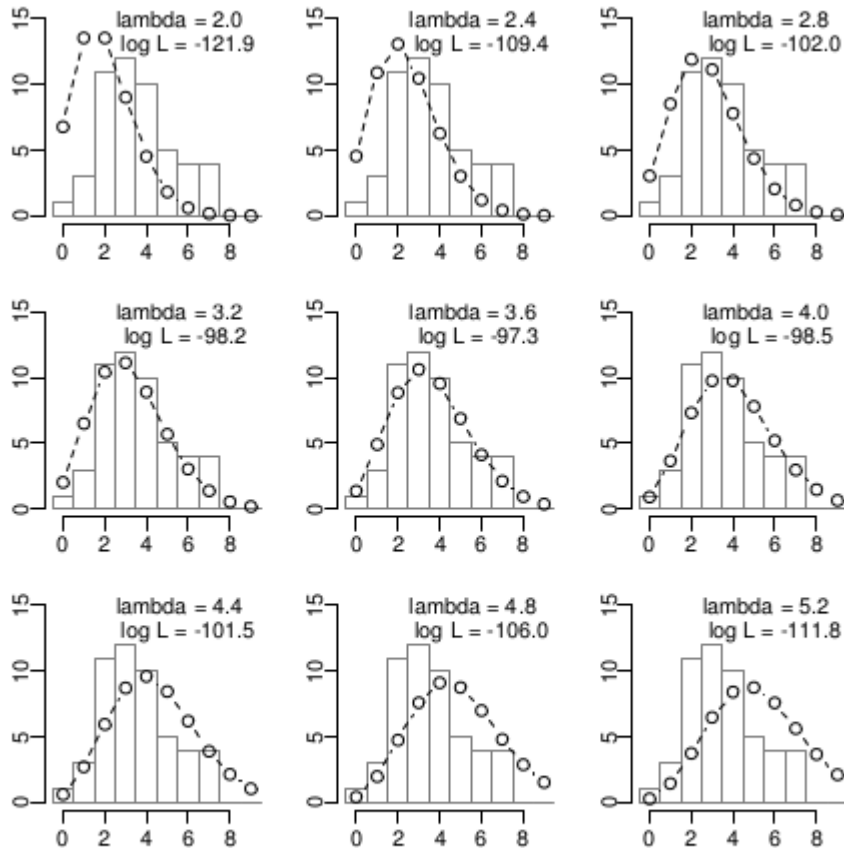 lambda = 2.0
log L = -121.9
0 5 10 15
0 2 4 6 8
lambda = 2.4
log L = -109.4
0 5 10 15
0 2 4 6 8
lambda = 2.8
log L = -102.0
0 5 10 15
0 2 4 6 8
lambda = 3.2
log L = -98.2
0 5 10 15
0 2 4 6 8
lambda = 3.6
log L = -97.3
0 5 10 15
0 2 4 6 8
lambda = 4.0
log L = -98.5
0 5 10 15
0 2 4 6 8
lambda = 4.4
log L = -101.5
0 5 10 15
0 2 4 6 8
lambda = 4.8
log L = -106.0
0 5 10 15
0 2 4 6 8
lambda = 5.2
log L = -111.8
0 5 10 15
0 2 4 6 8